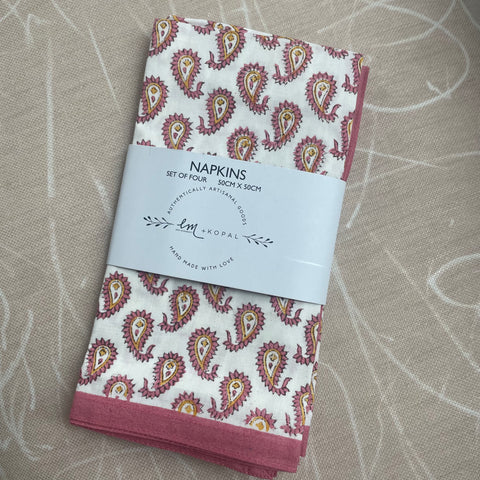 NAPKINS
SET OF FOUR 50CM X 50CM
AUTHENTICALLY ARTISANAL GOODS
lm + KOPAL
HAND MADE WITH LOVE